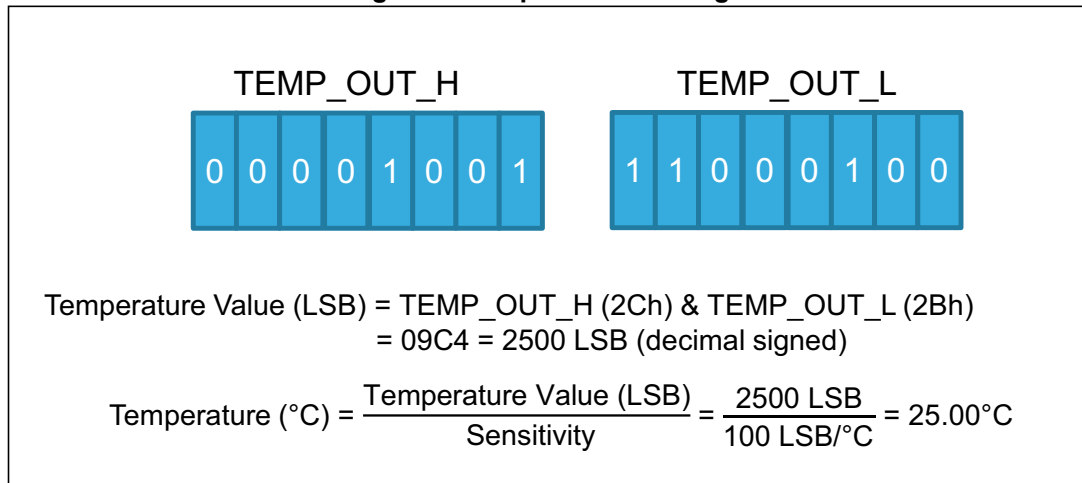 TEMP_OUT_H TEMP_OUT_L
0 0 0 0 1 0 0 1 1 1 0 0 0 1 0 0
Temperature Value (LSB) = TEMP_OUT_H (2Ch) & TEMP_OUT_L (2Bh)
= 09C4 = 2500 LSB (decimal signed)
Temperature (°C) = Temperature Value (LSB) / Sensitivity = 2500 LSB / 100 LSB/°C = 25.00°C